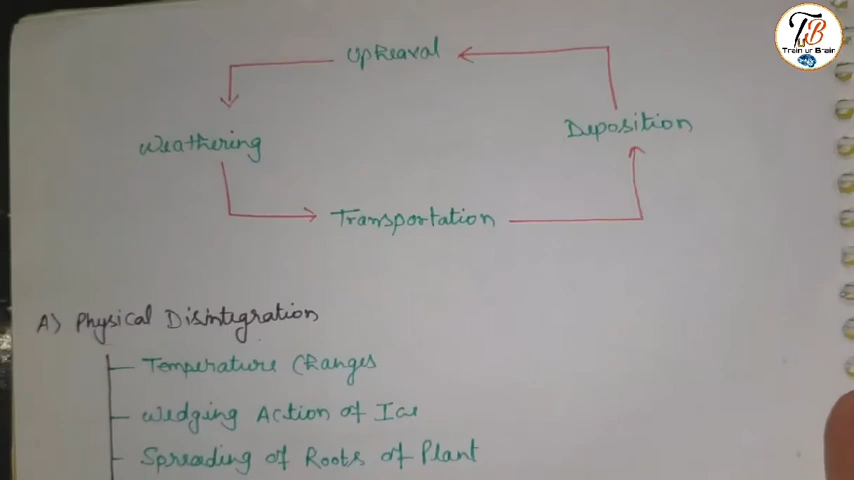 Upheaval
Weathering
Deposition
Transportation
A) Physical Disintegration
Temperature Changes
Wedging Action of Ice
Spreading of Roots of Plant
TuB
Train ur Brain